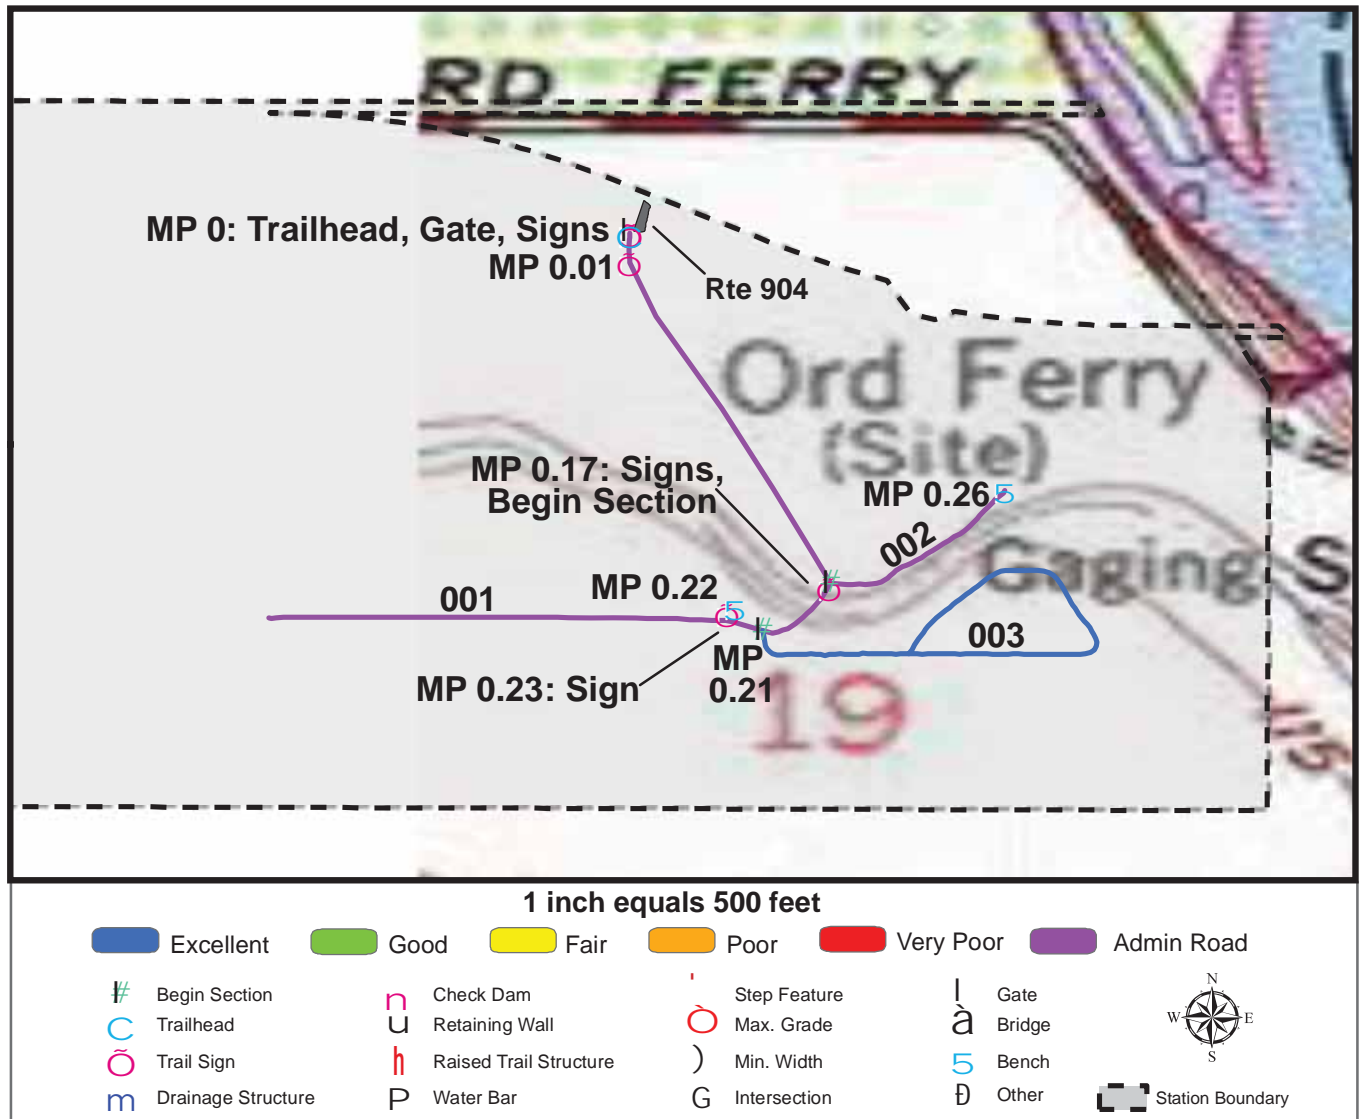 RD FERRY
MP 0: Trailhead, Gate, Signs
MP 0.01
Rte 904
Ord Ferry
(Site)
MP 0.17: Signs,
Begin Section
MP 0.26
002
Gaging S
MP 0.22
001
003
MP
0.21
MP 0.23: Sign
19
115
1 inch equals 500 feet
Excellent
Good
Fair
Poor
Very Poor
Admin Road
Begin Section
Check Dam
Step Feature
Gate
Trailhead
Retaining Wall
Max. Grade
Bridge
Trail Sign
Raised Trail Structure
Min. Width
Bench
Drainage Structure
Water Bar
Intersection
Other
Station Boundary
N
W E
S